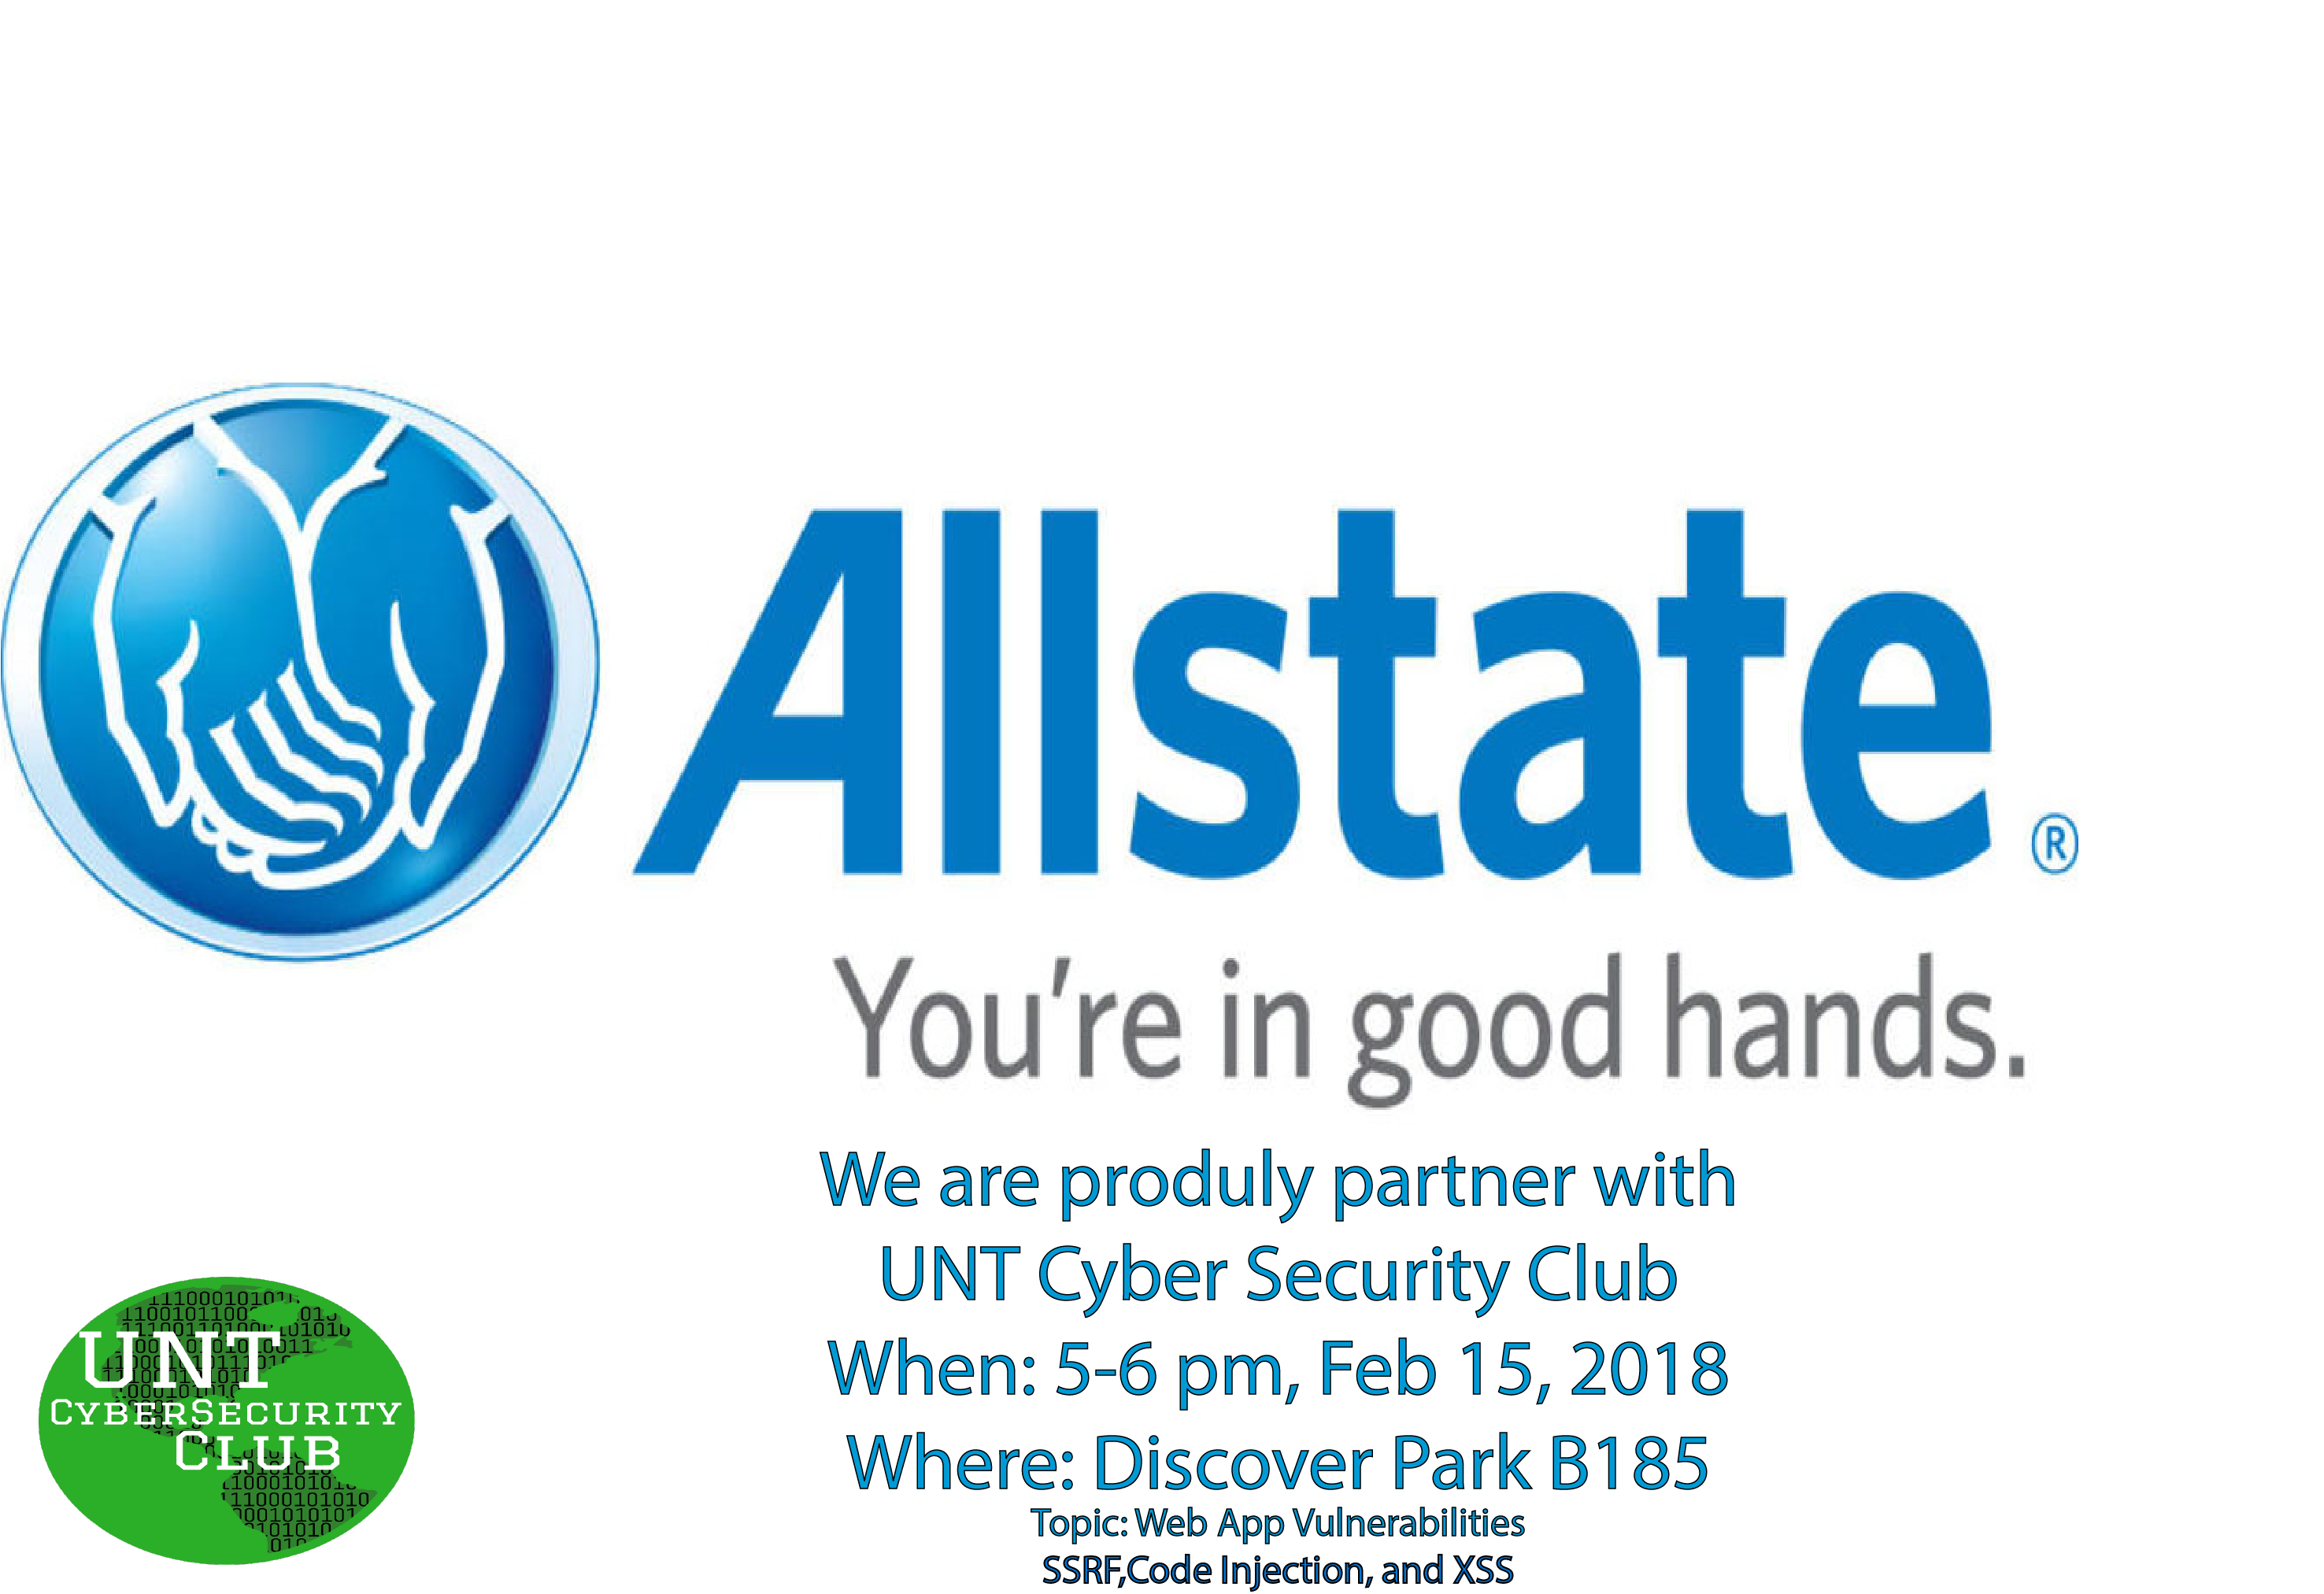 Allstate®
You're in good hands.
We are produly partner with
UNT Cyber Security Club
When: 5-6 pm, Feb 15, 2018
Where: Discover Park B185
Topic: Web App Vulnerabilities
SSRF,Code Injection, and XSS
UNT
CYBERSECURITY
CLUB